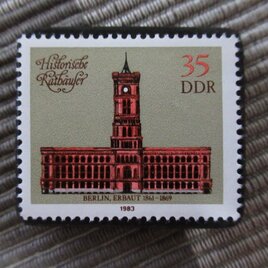 Historische
Rathäuser
35
DDR
BERLIN, ERBAUT 1861-1869
1983